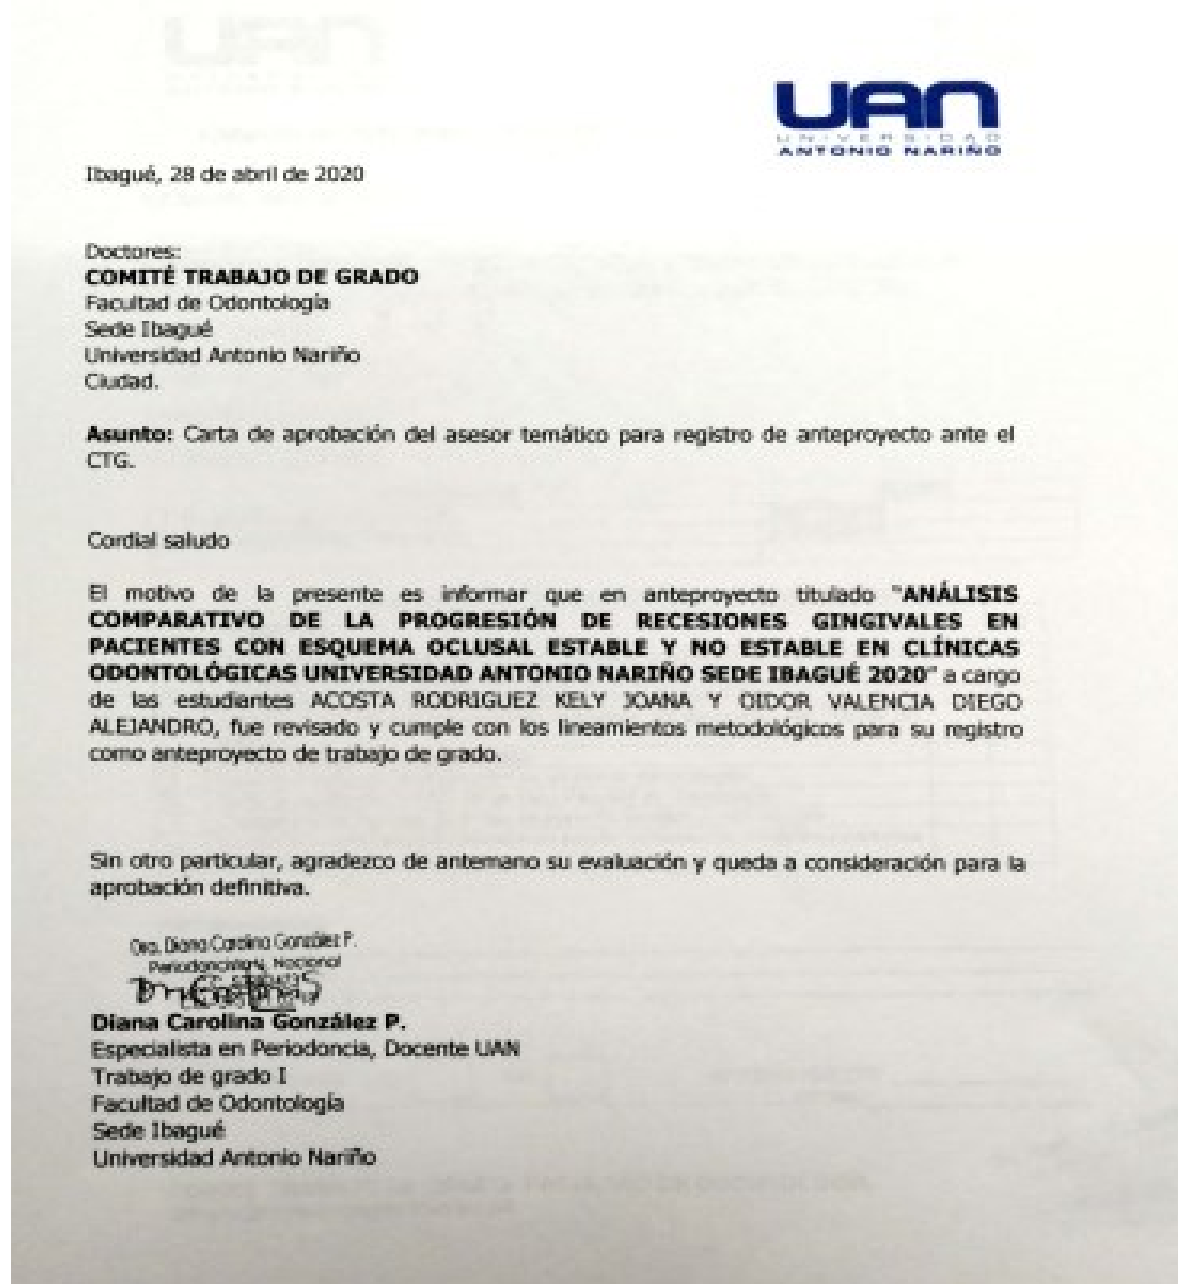 UAN
UNIVERSIDAD
ANTONIO NARIÑO
Ibagué, 28 de abril de 2020
Doctores:
COMITÉ TRABAJO DE GRADO
Facultad de Odontología
Sede Ibagué
Universidad Antonio Nariño
Ciudad.
Asunto: Carta de aprobación del asesor temático para registro de anteproyecto ante el
CTG.
Cordial saludo
El motivo de la presente es informar que en anteproyecto titulado "ANÁLISIS
COMPARATIVO DE LA PROGRESIÓN DE RECESIONES GINGIVALES EN
PACIENTES CON ESQUEMA OCLUSAL ESTABLE Y NO ESTABLE EN CLÍNICAS
ODONTOLÓGICAS UNIVERSIDAD ANTONIO NARIÑO SEDE IBAGUÉ 2020" a cargo
de las estudiantes ACOSTA RODRIGUEZ KELY JOANA Y DIDOR VALENCIA DIEGO
ALEJANDRO, fue revisado y cumple con los lineamientos metodológicos para su registro
como anteproyecto de trabajo de grado.
Sin otro particular, agradezco de antemano su evaluación y queda a consideración para la
aprobación definitiva.
Diana Carolina González P.
Diana Carolina González P.
Especialista en Periodoncia, Docente UAN
Trabajo de grado I
Facultad de Odontología
Sede Ibagué
Universidad Antonio Nariño